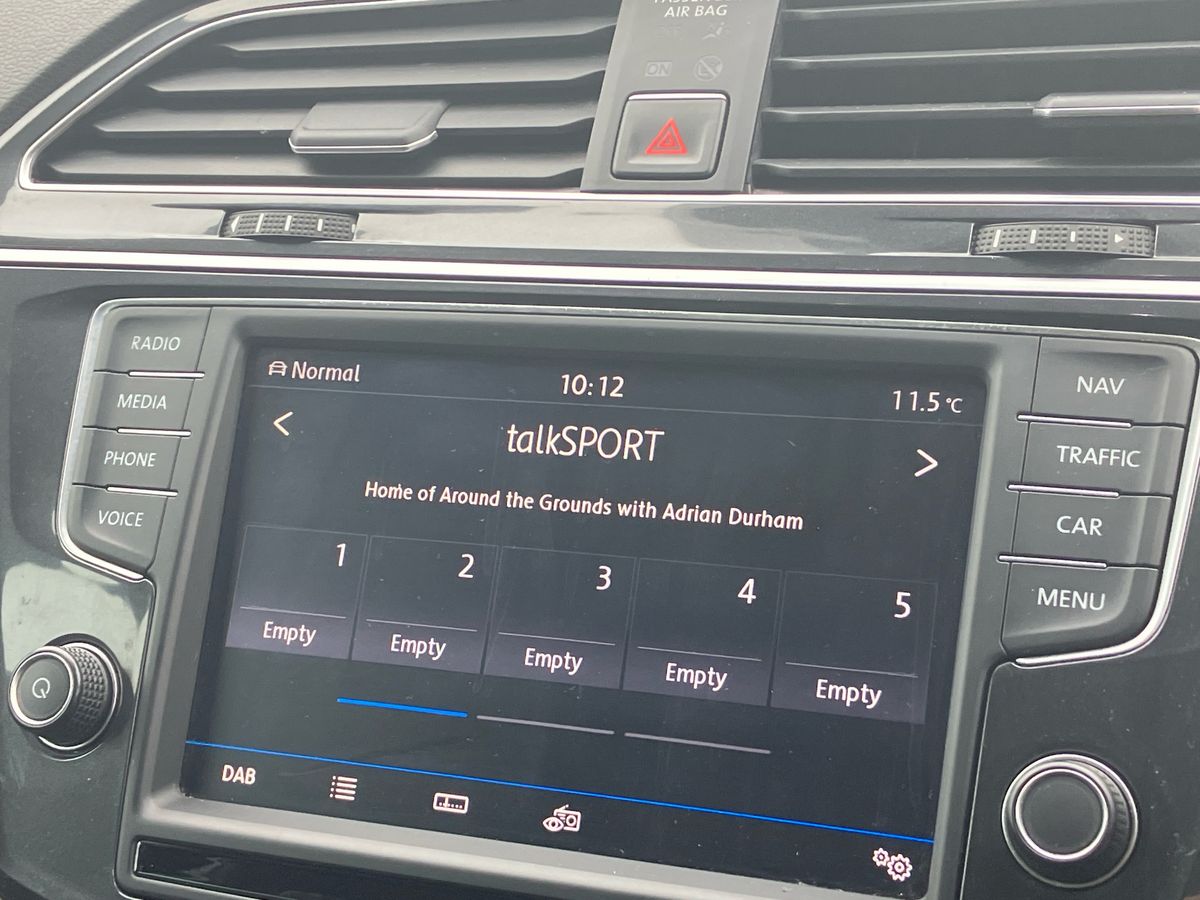 PASSENGER
AIR BAG
ON
RADIO
MEDIA
PHONE
VOICE
Normal
10:12
11.5 °C
<
talkSPORT
>
Home of Around the Grounds with Adrian Durham
1
2
3
4
5
Empty
Empty
Empty
Empty
Empty
DAB
NAV
TRAFFIC
CAR
MENU